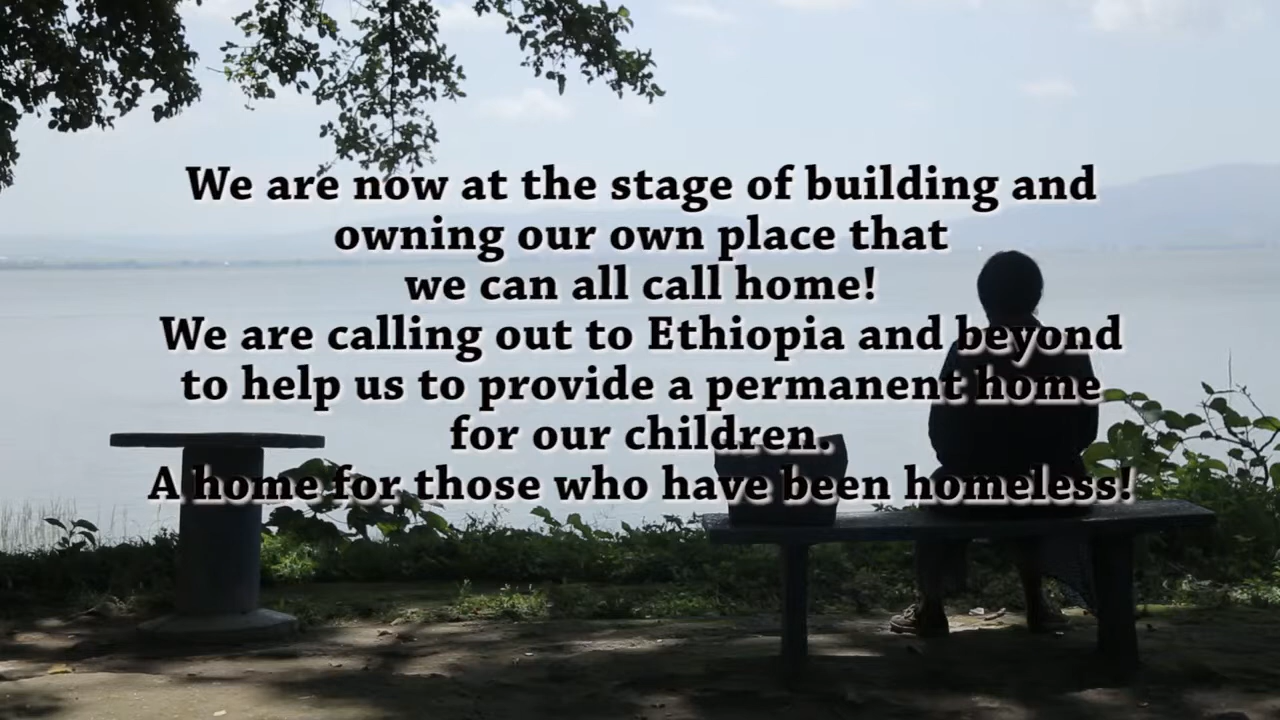 We are now at the stage of building and
owning our own place that
we can all call home!
We are calling out to Ethiopia and beyond
to help us to provide a permanent home
for our children.
A home for those who have been homeless!